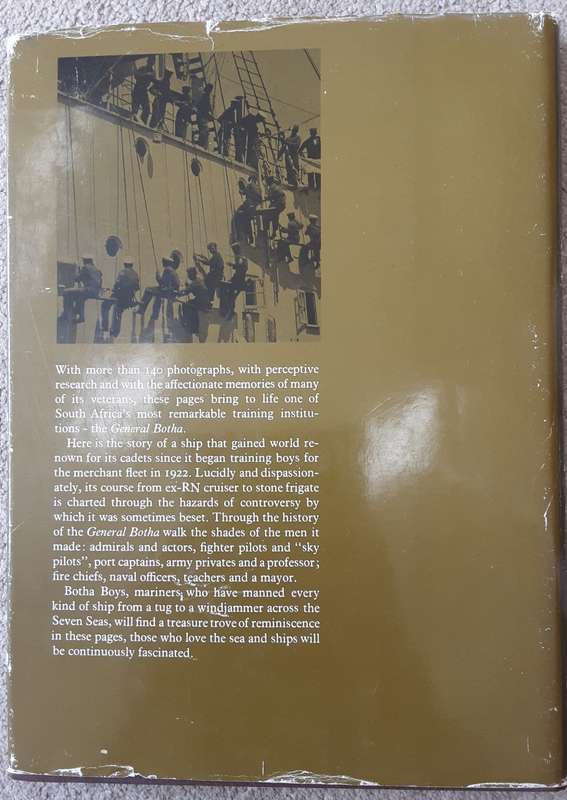 With more than 140 photographs, with perceptive
research and with the affectionate memories of many
of its veterans, these pages bring to life one of
South Africa's most remarkable training institu-
tions - the General Botha.
Here is the story of a ship that gained world re-
nown for its cadets since it began training boys for
the merchant fleet in 1922. Lucidly and dispassion-
ately, its course from ex-RN cruiser to stone frigate
is charted through the hazards of controversy by
which it was sometimes beset. Through the history
of the General Botha walk the shades of the men it
made: admirals and actors, fighter pilots and "sky
pilots", port captains, army privates and a professor;
fire chiefs, naval officers, teachers and a mayor.
Botha Boys, mariners who have manned every
kind of ship from a tug to a windjammer across the
Seven Seas, will find a treasure trove of reminiscence
in these pages, those who love the sea and ships will
be continuously fascinated.